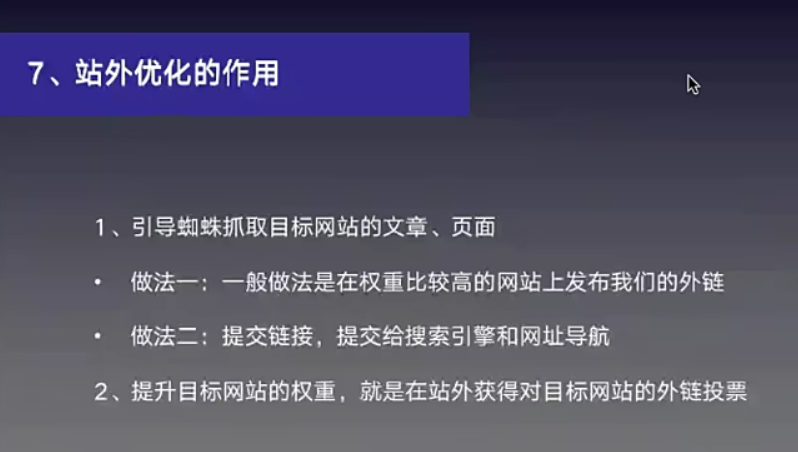 7、站外优化的作用
1、引导蜘蛛抓取目标网站的文章、页面
• 做法一：一般做法是在权重比较高的网站上发布我们的外链
• 做法二：提交链接，提交给搜索引擎和网址导航
2、提升目标网站的权重，就是在站外获得对目标网站的外链投票